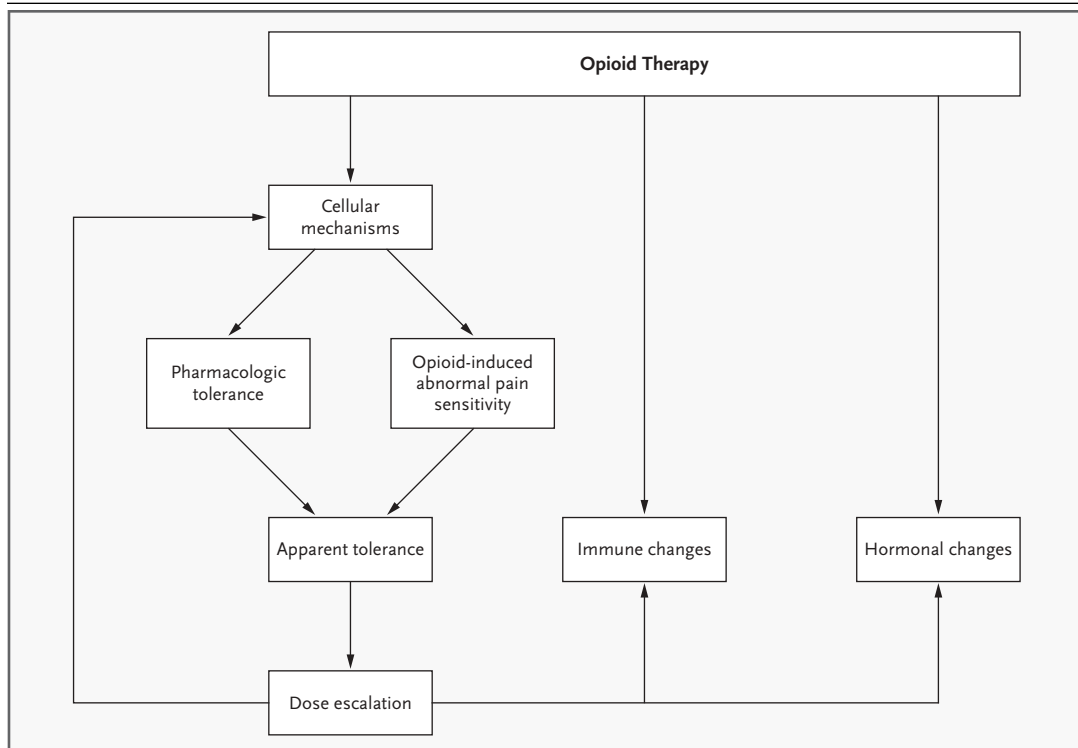 Opioid Therapy
Cellular
mechanisms
Pharmacologic
tolerance
Opioid-induced
abnormal pain
sensitivity
Apparent tolerance
Immune changes
Hormonal changes
Dose escalation